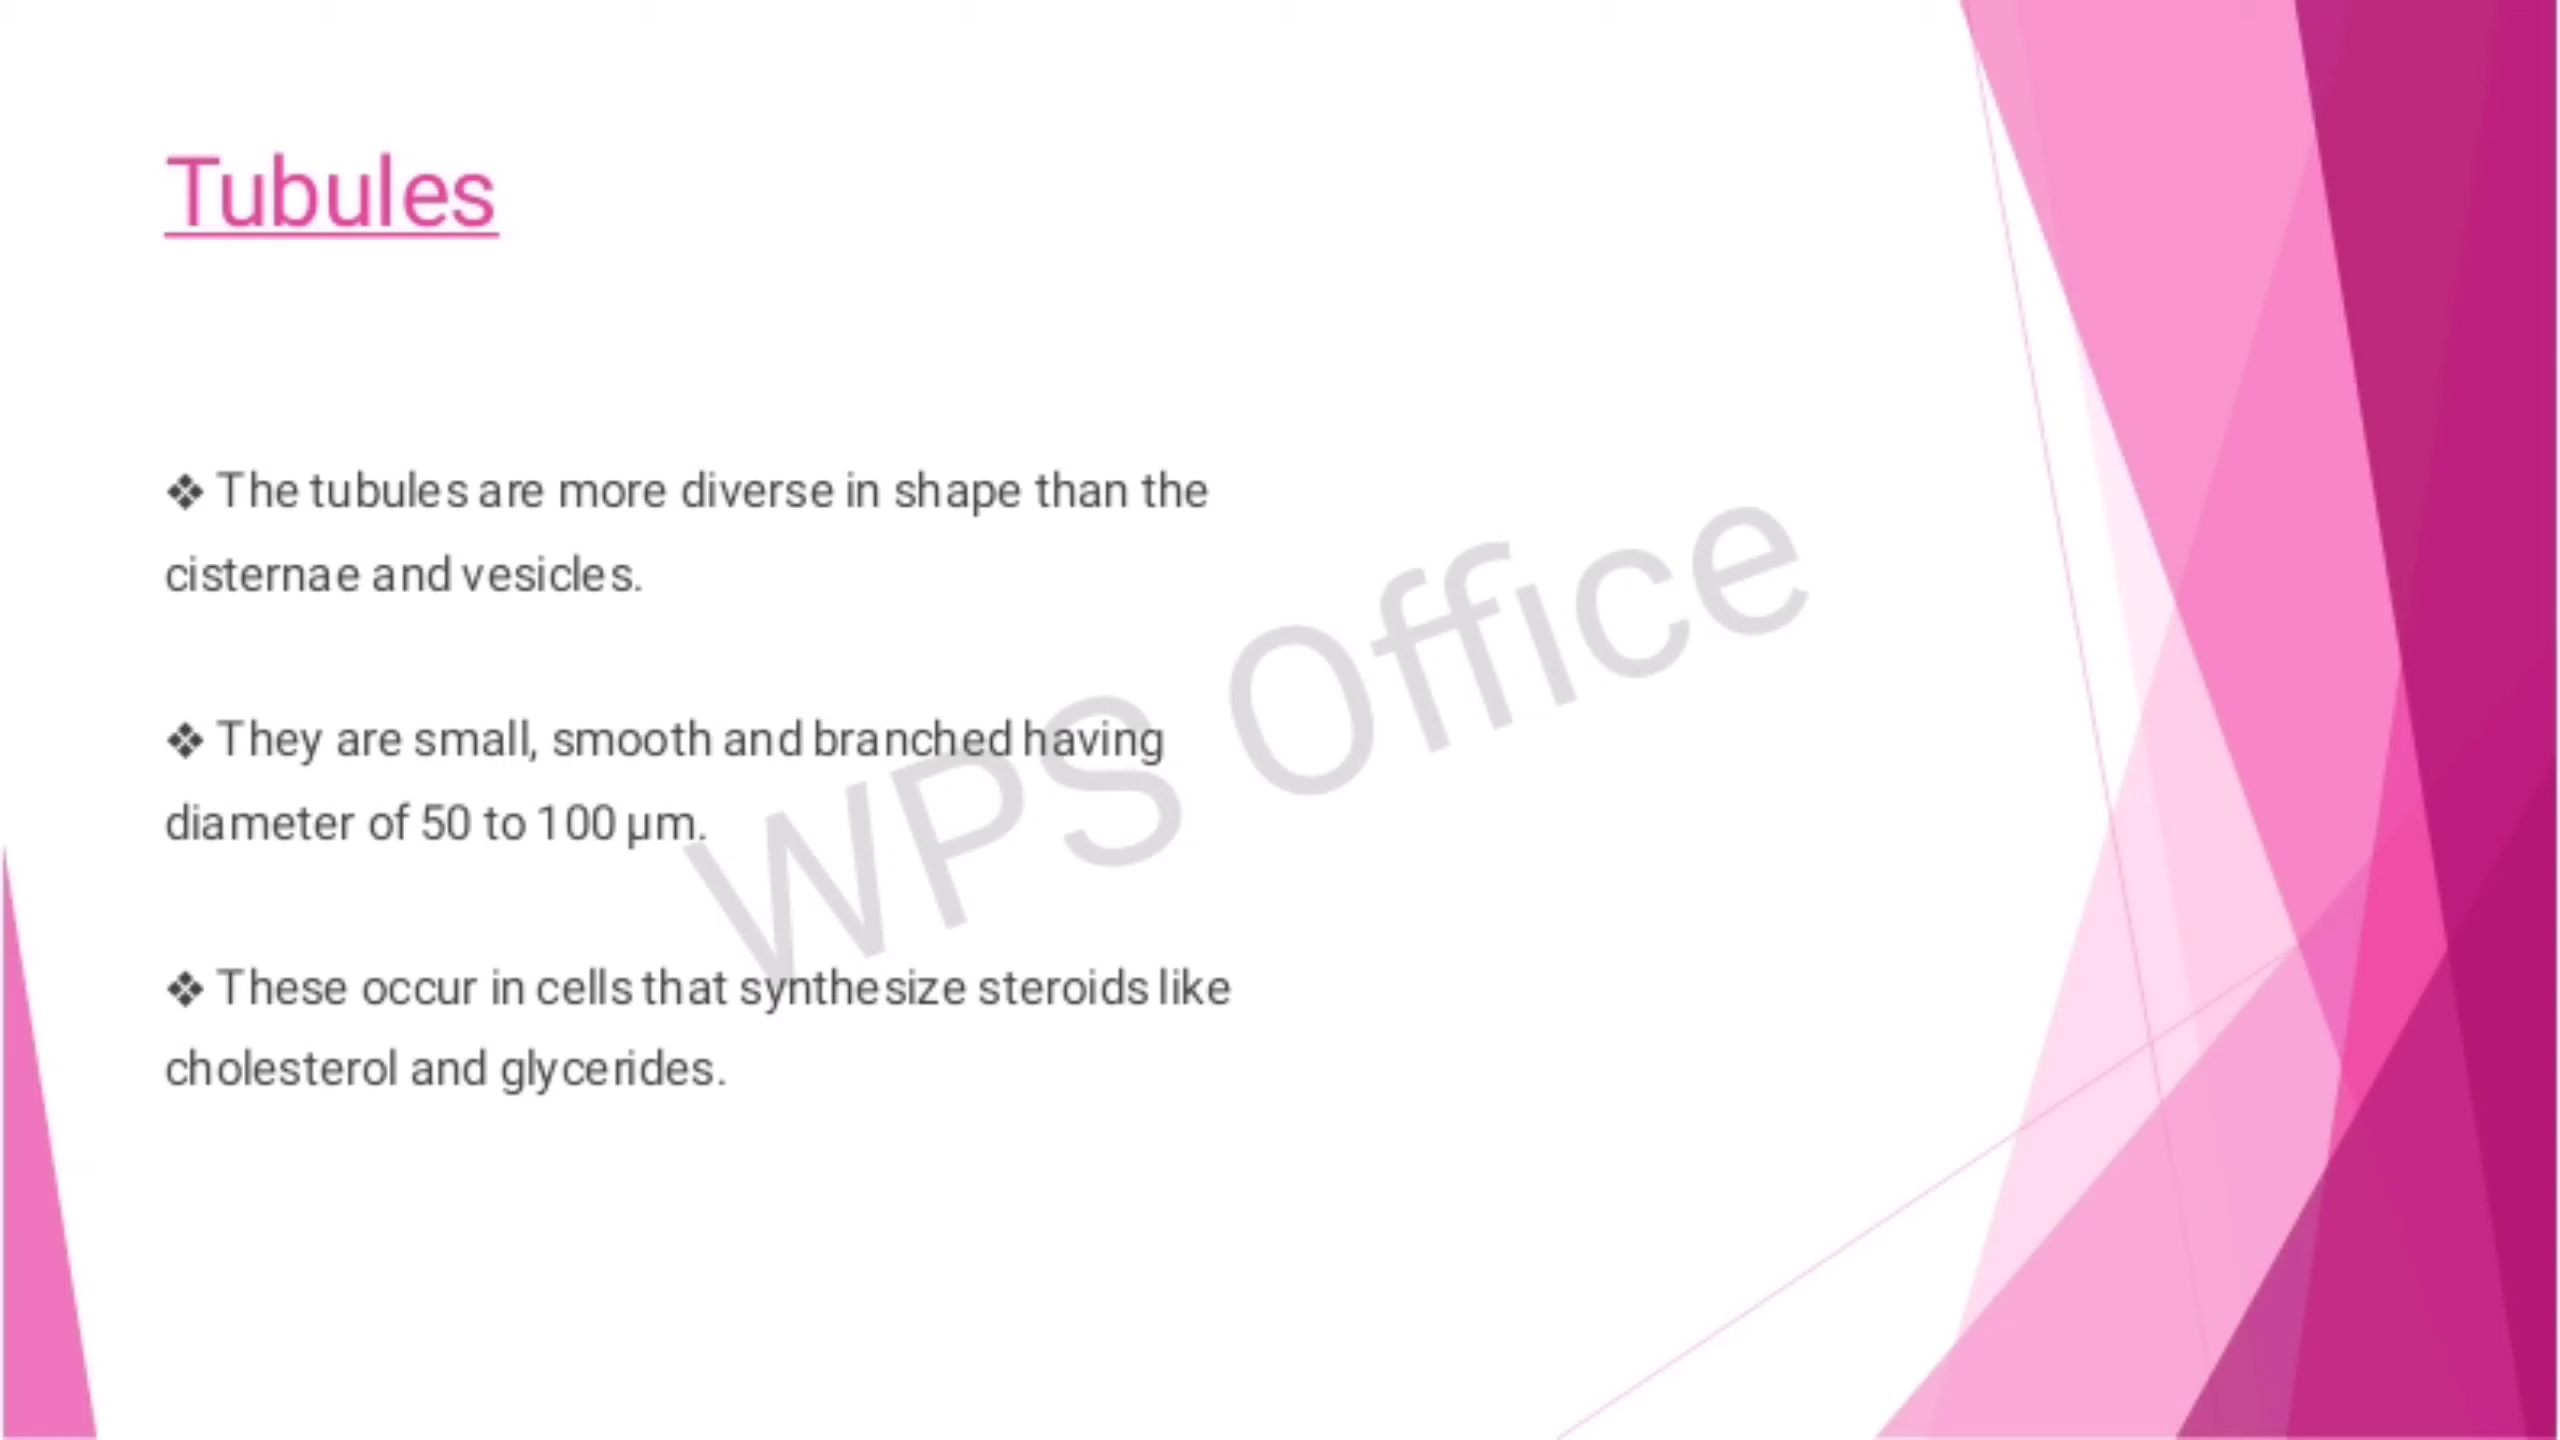 Tubules
❖ The tubules are more diverse in shape than the
cisternae and vesicles.
❖ They are small, smooth and branched having
diameter of 50 to 100 µm.
❖ These occur in cells that synthesize steroids like
cholesterol and glycerides.
WPS Office